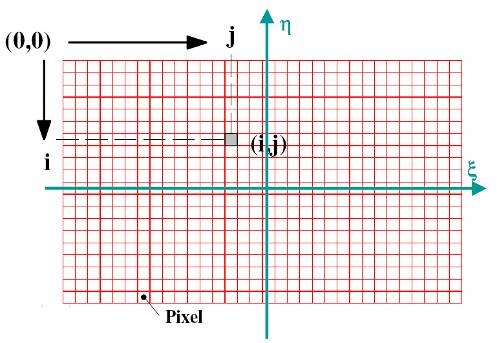 (0,0)
j
η
i
(i,j)
ξ
Pixel